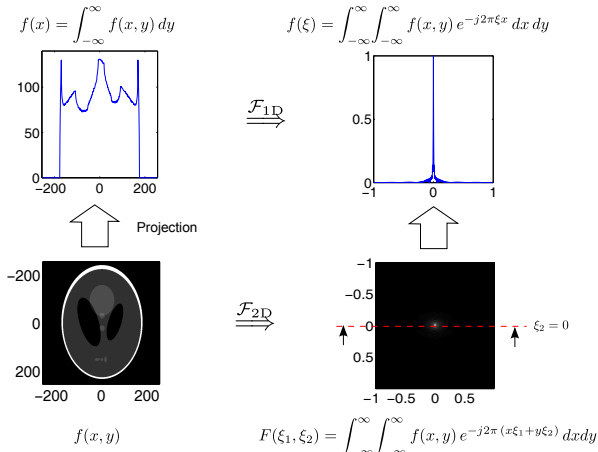 f(x) = ∫_{-∞}^{∞} f(x, y) dy
f(ξ) = ∫_{-∞}^{∞} ∫_{-∞}^{∞} f(x, y) e^{-j2πξx} dx dy
100
50
0
−200 0 200
F_{1D}
⟹
1
0.5
0
−1 0 1
Projection
−200
0
200
−200 0 200
F_{2D}
⟹
−1
−0.5
0
0.5
1
−1 −0.5 0 0.5
ξ_2 = 0
f(x, y)
F(ξ_1, ξ_2) = ∫_{-∞}^{∞} ∫_{-∞}^{∞} f(x, y) e^{-j2π (xξ_1+yξ_2)} dxdy